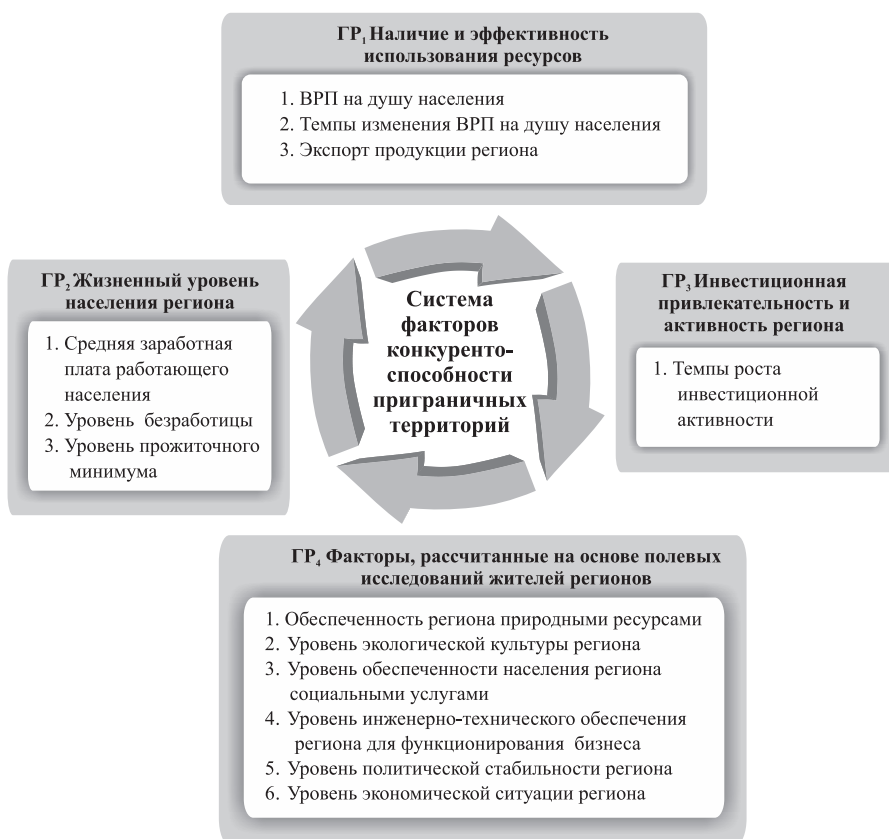 ГР₁ Наличие и эффективность
использования ресурсов
1. ВРП на душу населения
2. Темпы изменения ВРП на душу населения
3. Экспорт продукции региона
ГР₂ Жизненный уровень
населения региона
1. Средняя заработная
плата работающего
населения
2. Уровень безработицы
3. Уровень прожиточного
минимума
Система
факторов
конкуренто-
способности
приграничных
территорий
ГР₃ Инвестиционная
привлекательность и
активность региона
1. Темпы роста
инвестиционной
активности
ГР₄ Факторы, рассчитанные на основе полевых
исследований жителей регионов
1. Обеспеченность региона природными ресурсами
2. Уровень экологической культуры региона
3. Уровень обеспеченности населения региона
социальными услугами
4. Уровень инженерно-технического обеспечения
региона для функционирования бизнеса
5. Уровень политической стабильности региона
6. Уровень экономической ситуации региона